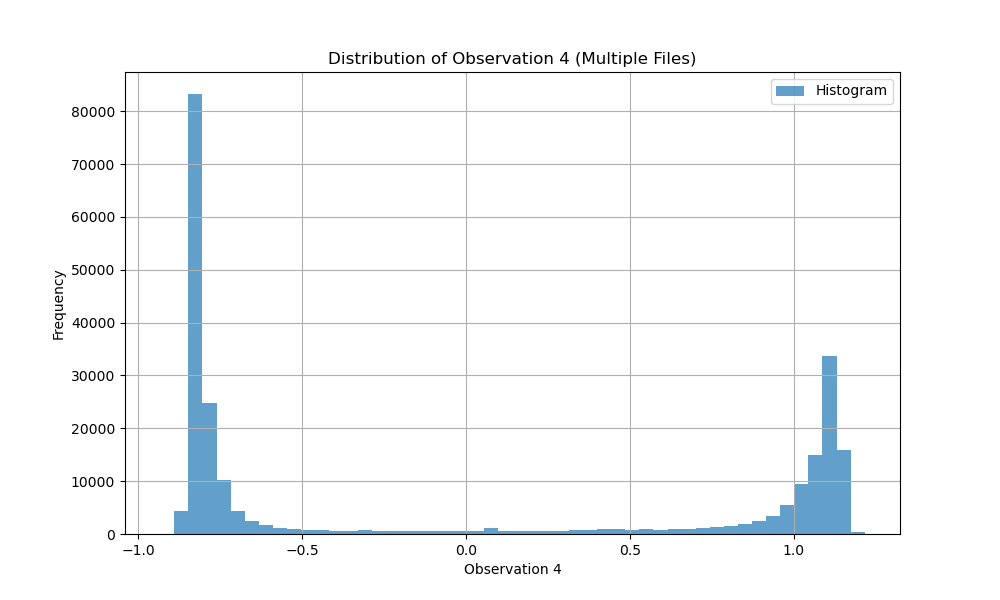 Distribution of Observation 4 (Multiple Files)
Histogram
80000
70000
60000
50000
40000
30000
20000
10000
0
Frequency
−1.0 −0.5 0.0 0.5 1.0
Observation 4